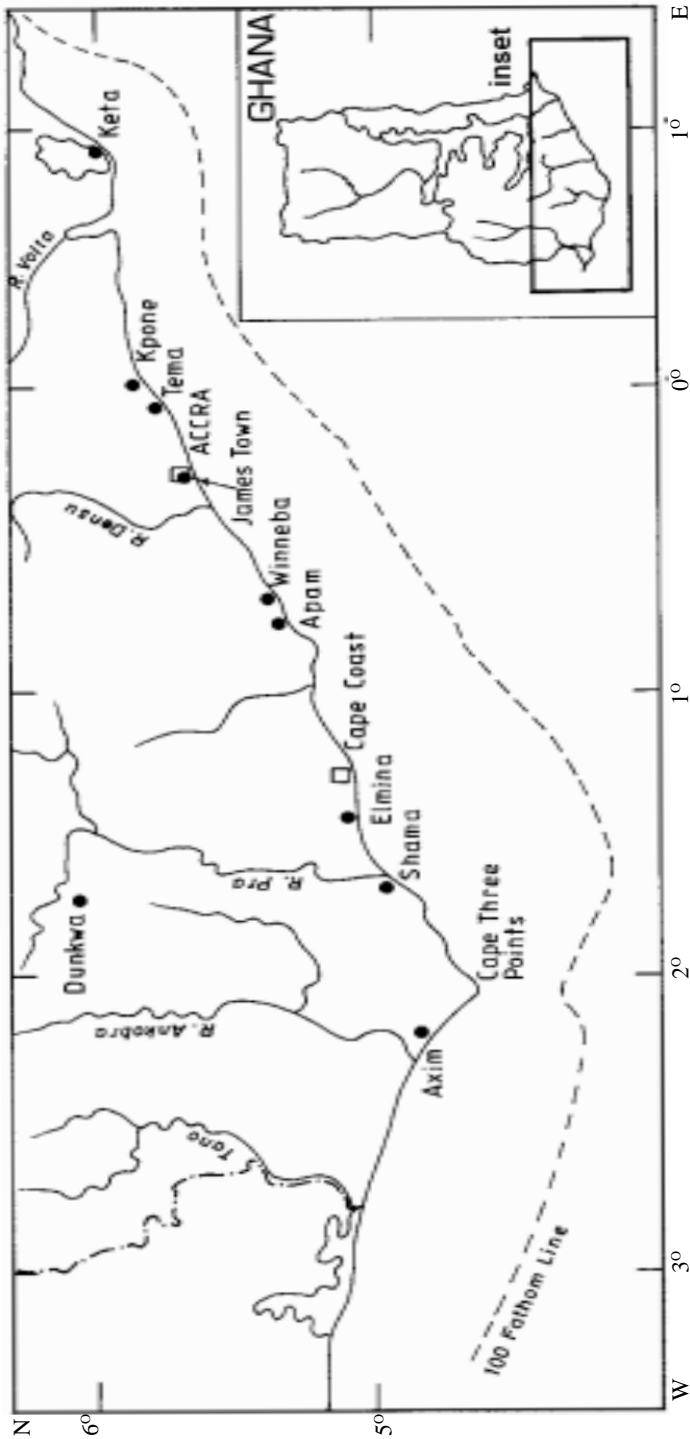 N
6°
5°
W
3°
2°
1°
0°
1°
E
GHANA
inset
R. Volta
Keta
Kpone
Tema
ACCRA
James Town
R. Densu
Winneba
Apam
Cape Coast
Elmina
Shama
R. Pra
Dunkwa
Cape Three
Points
R. Ankobra
Axim
Tano
100 Fathom Line